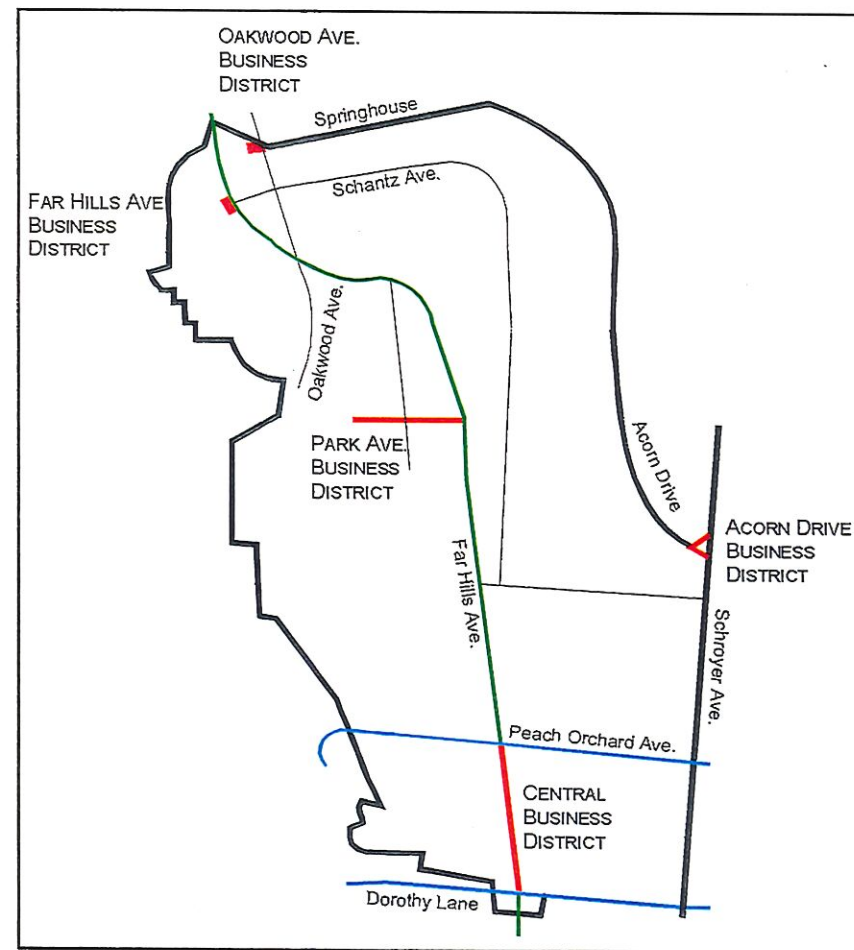 OAKWOOD AVE.
BUSINESS
DISTRICT
Springhouse
Schantz Ave.
FAR HILLS AVE
BUSINESS
DISTRICT
Oakwood Ave.
PARK AVE.
BUSINESS
DISTRICT
Acorn Drive
ACORN DRIVE
BUSINESS
DISTRICT
Far Hills Ave.
Schroyer Ave.
Peach Orchard Ave.
CENTRAL
BUSINESS
DISTRICT
Dorothy Lane